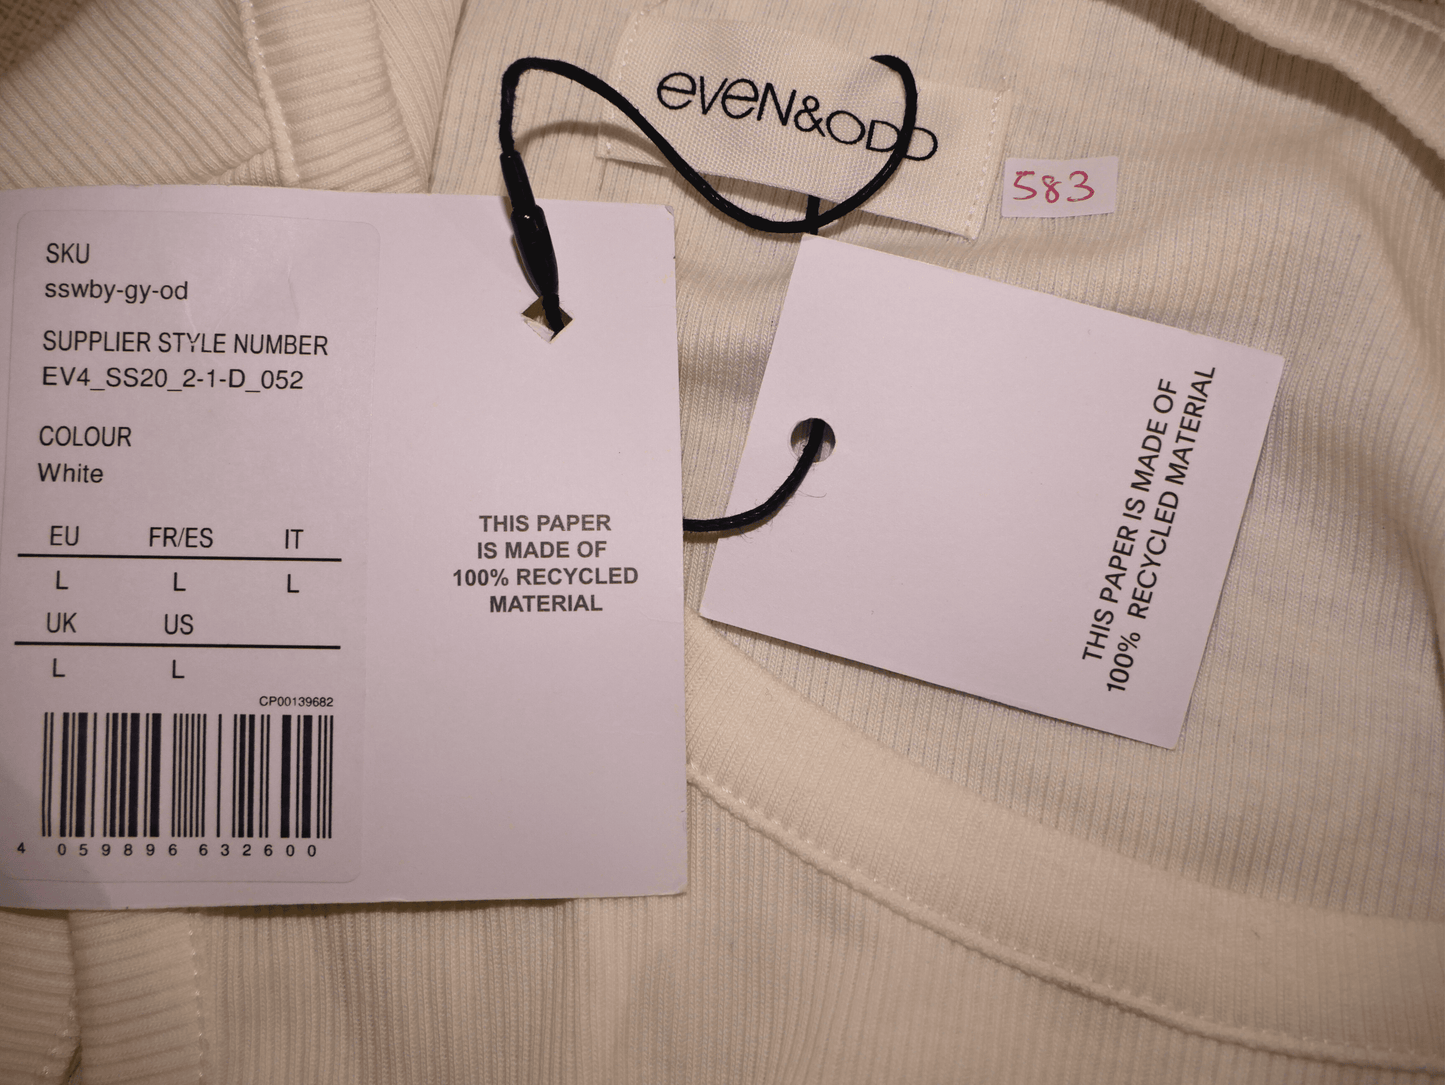 eveN&ODD
583
SKU
sswby-gy-od
SUPPLIER STYLE NUMBER
EV4_SS20_2-1-D_052
COLOUR
White
EU FR/ES IT
L L L
UK US
L L
CP00139682
4 059896 632600
THIS PAPER
IS MADE OF
100% RECYCLED
MATERIAL
THIS PAPER IS MADE OF
100% RECYCLED MATERIAL